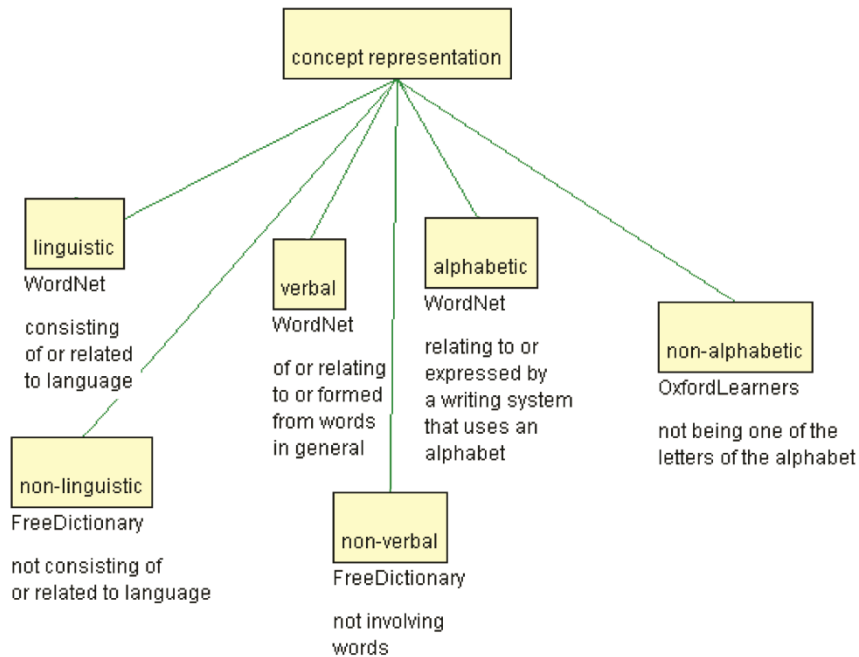 concept representation
linguistic
WordNet
consisting
of or related
to language
non-linguistic
FreeDictionary
not consisting of
or related to language
verbal
WordNet
of or relating
to or formed
from words
in general
non-verbal
FreeDictionary
not involving
words
alphabetic
WordNet
relating to or
expressed by
a writing system
that uses an
alphabet
non-alphabetic
OxfordLearners
not being one of the
letters of the alphabet